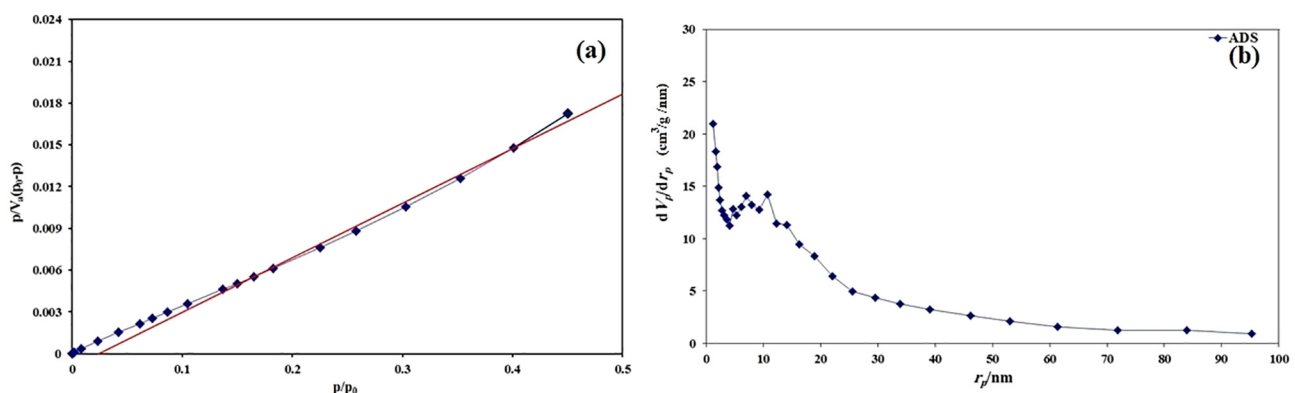 (a)
p/Vₐ(p₀-p)
0.024
0.021
0.018
0.015
0.012
0.009
0.006
0.003
0
0 0.1 0.2 0.3 0.4 0.5
p/p₀
(b)
ADS
dVₚ/drₚ (cm³/g /nm)
30
25
20
15
10
5
0
0 10 20 30 40 50 60 70 80 90 100
rₚ/nm